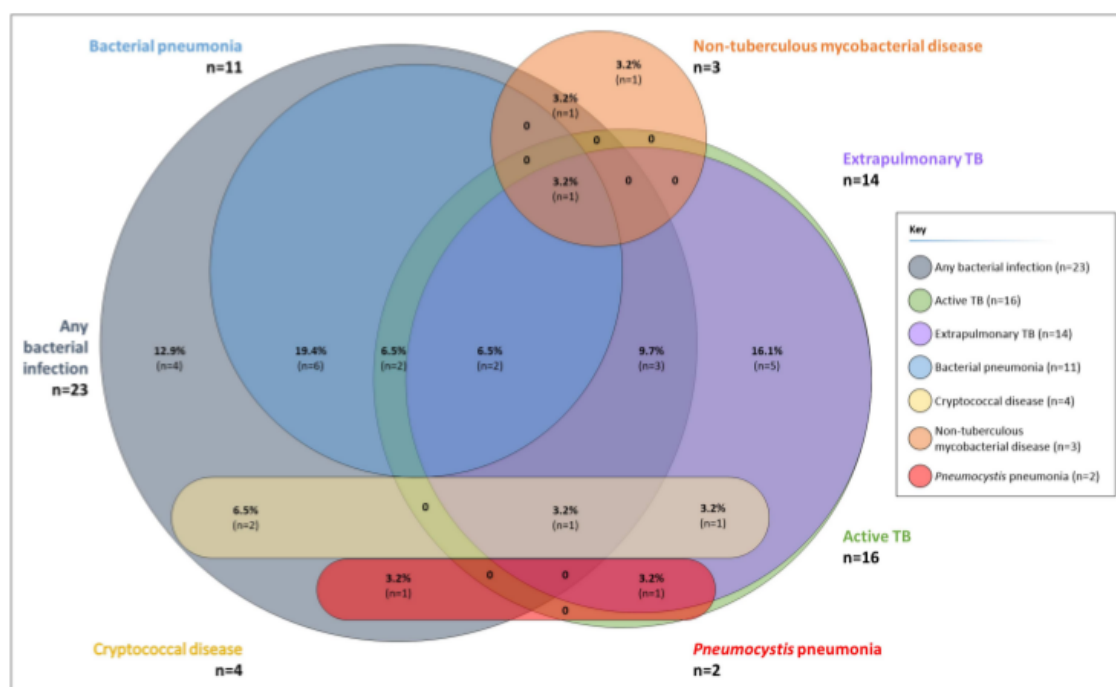 Bacterial pneumonia
n=11
Non-tuberculous mycobacterial disease
n=3
3.2%
(n=1)
3.2%
(n=1)
0
0
0
0
3.2%
(n=1)
0
0
Extrapulmonary TB
n=14
Key
Any bacterial infection (n=23)
Active TB (n=16)
Extrapulmonary TB (n=14)
Bacterial pneumonia (n=11)
Cryptococcal disease (n=4)
Non-tuberculous
mycobacterial disease (n=3)
Pneumocystis pneumonia (n=2)
Any
bacterial
infection
n=23
12.9%
(n=4)
19.4%
(n=6)
6.5%
(n=2)
6.5%
(n=2)
9.7%
(n=3)
16.1%
(n=5)
6.5%
(n=2)
0
3.2%
(n=1)
3.2%
(n=1)
Active TB
n=16
3.2%
(n=1)
0
0
3.2%
(n=1)
0
Cryptococcal disease
n=4
Pneumocystis pneumonia
n=2